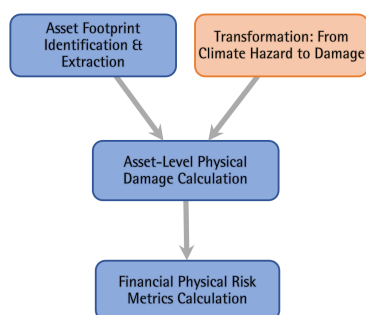 Asset Footprint
Identification &
Extraction
Transformation: From
Climate Hazard to Damage
Asset-Level Physical
Damage Calculation
Financial Physical Risk
Metrics Calculation